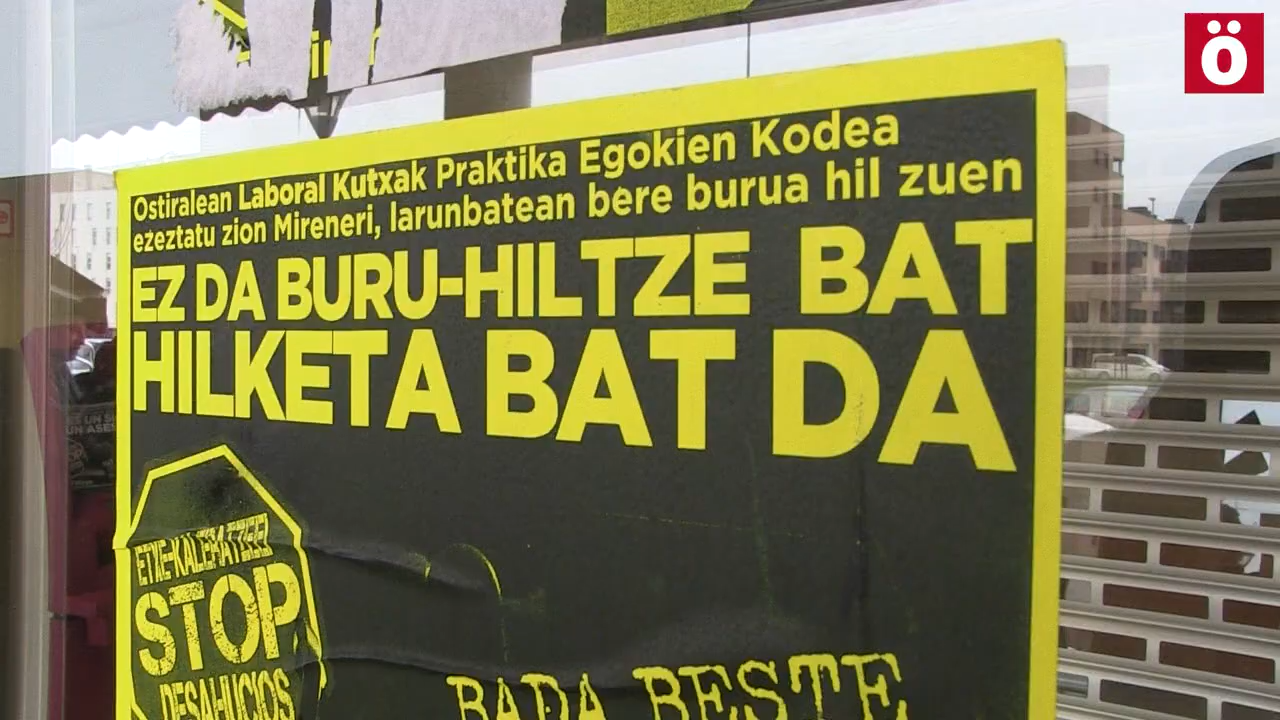 Ö
Ostiralean Laboral Kutxak Praktika Egokien Kodea
ezeztatu zion Mireneri, larunbatean bere burua hil zuen
EZ DA BURU-HILTZE BAT
HILKETA BAT DA
ETXE-KALERATZEEI
STOP
DESAHUCIOS
BADA BESTE